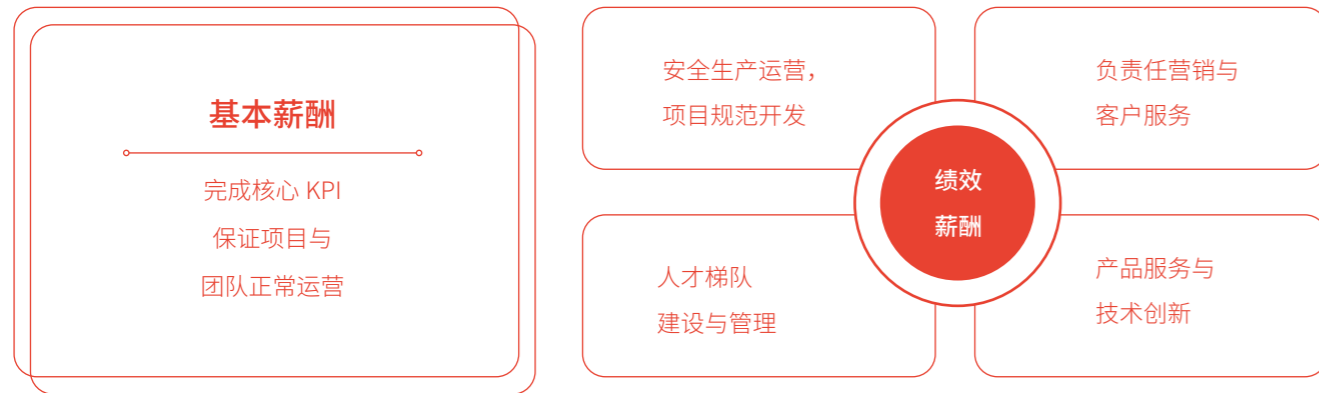 基本薪酬
完成核心 KPI
保证项目与
团队正常运营
安全生产运营，
项目规范开发
负责任营销与
客户服务
绩效
薪酬
人才梯队
建设与管理
产品服务与
技术创新